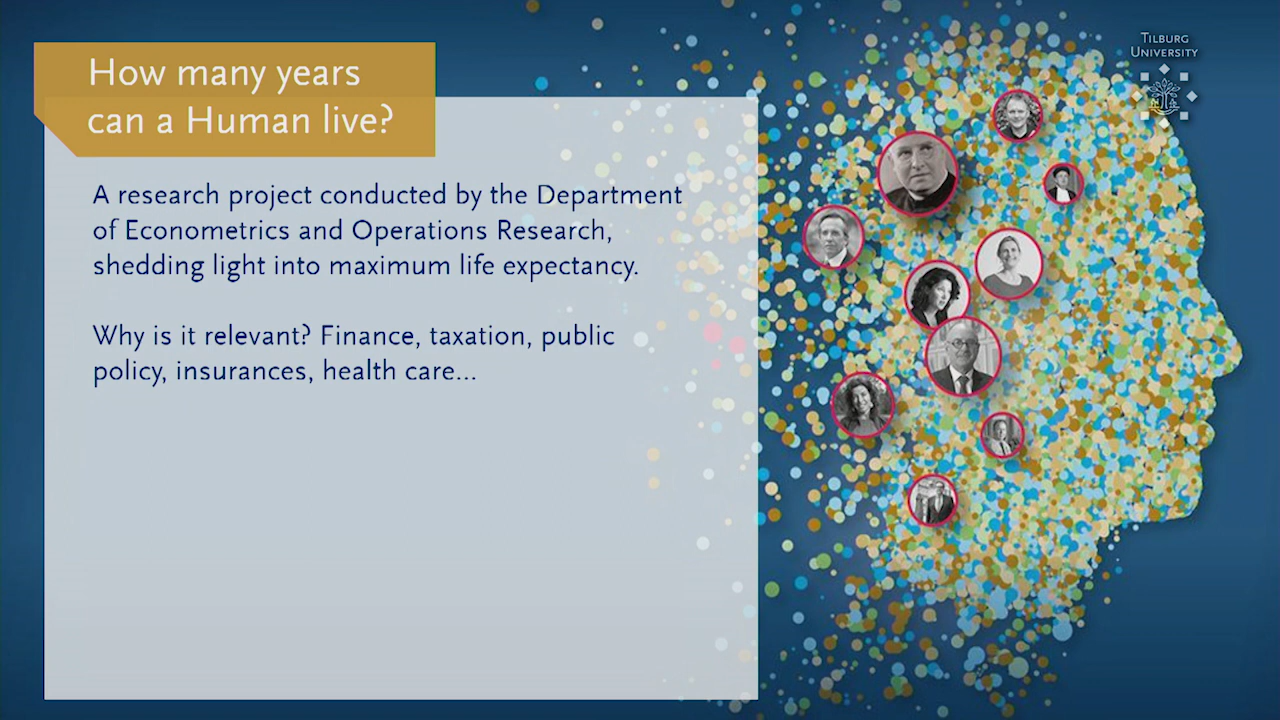 How many years
can a Human live?
A research project conducted by the Department
of Econometrics and Operations Research,
shedding light into maximum life expectancy.
Why is it relevant? Finance, taxation, public
policy, insurances, health care...
TILBURG
UNIVERSITY